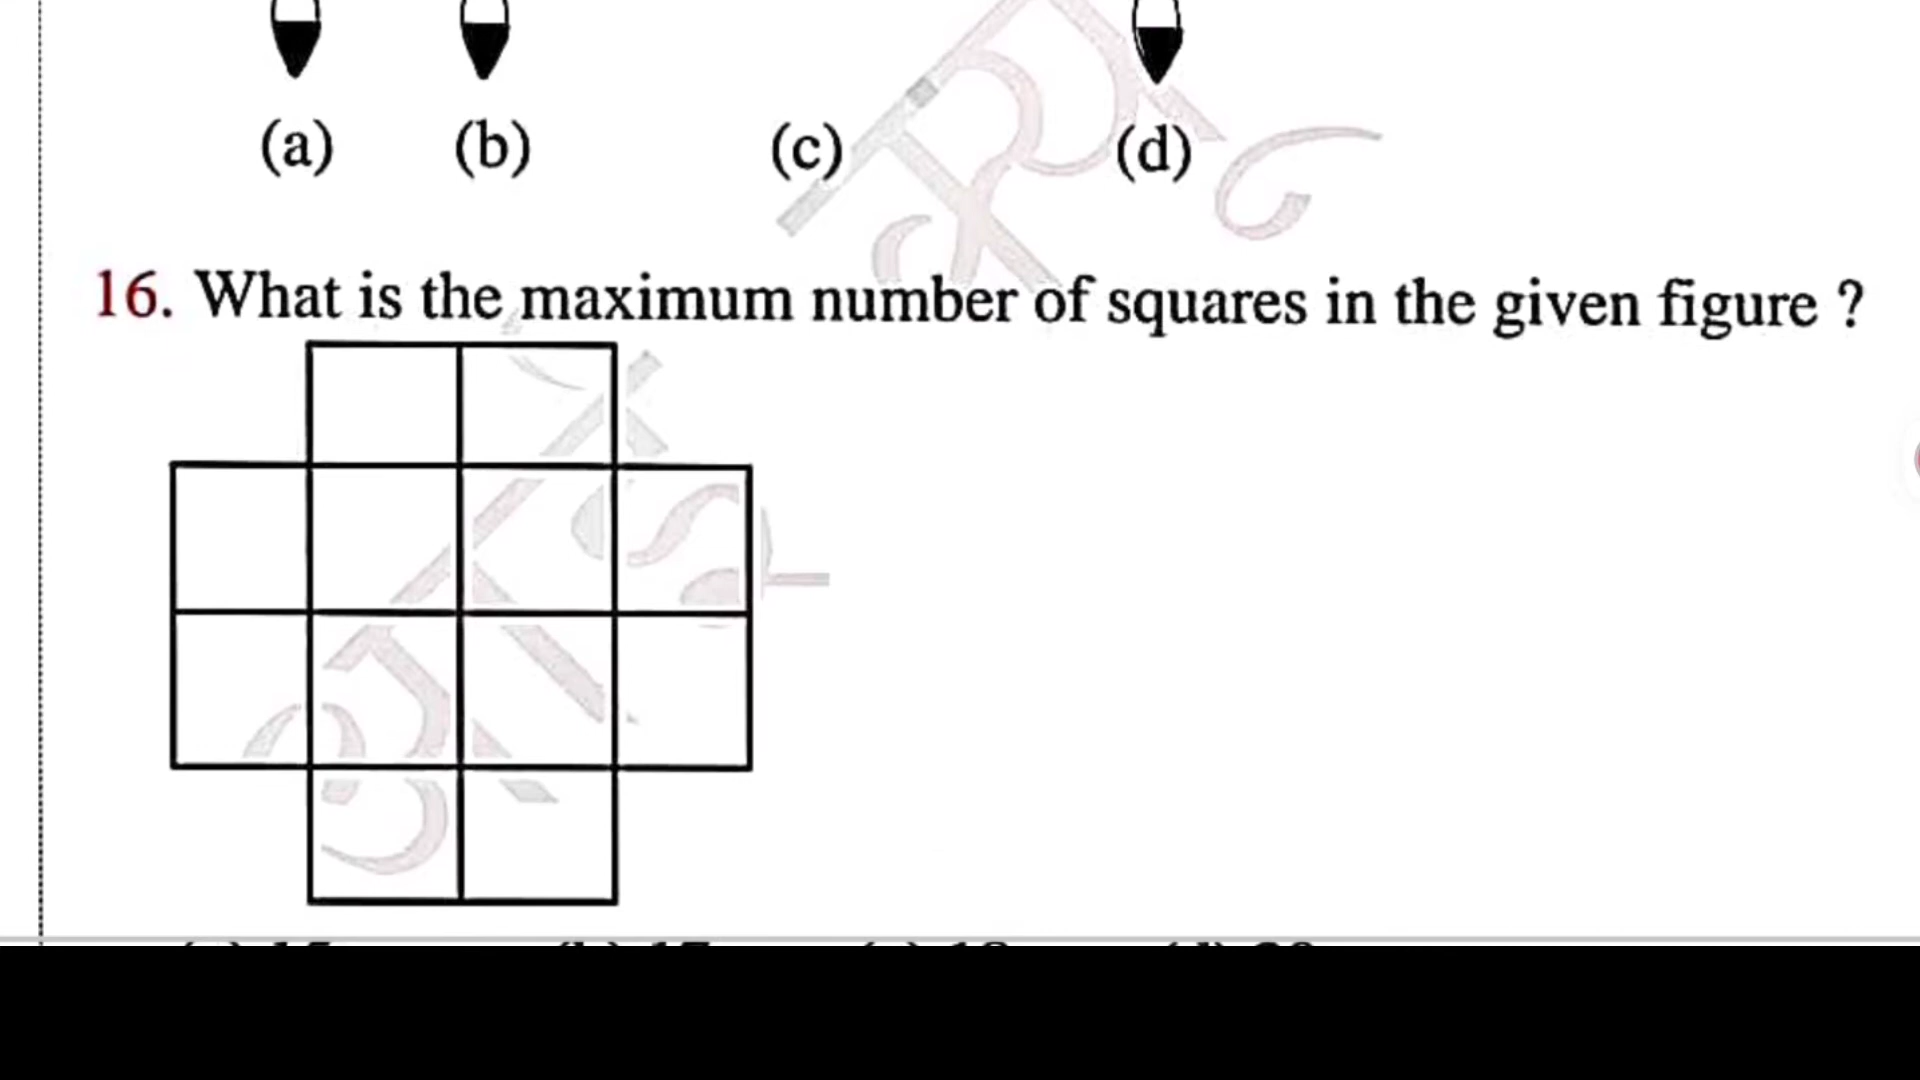 (a) (b) (c) (d)
16. What is the maximum number of squares in the given figure ?